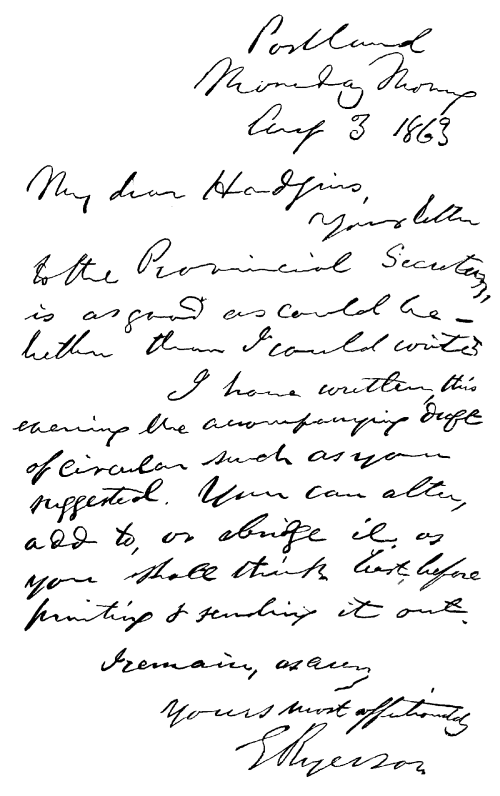 Portland
Monday Morng
Aug 3 1863
My dear Hodgins,
Your letter
to the Provincial Secretary,
is as good as could be –
better than I could write
I have written, this
evening the accompanying draft
of circular such as you
suggested. You can alter,
add to, or abridge it as
you shall think best, before
printing & sending it out.
I remain, as ever,
Yours most affectionately
E Ryerson